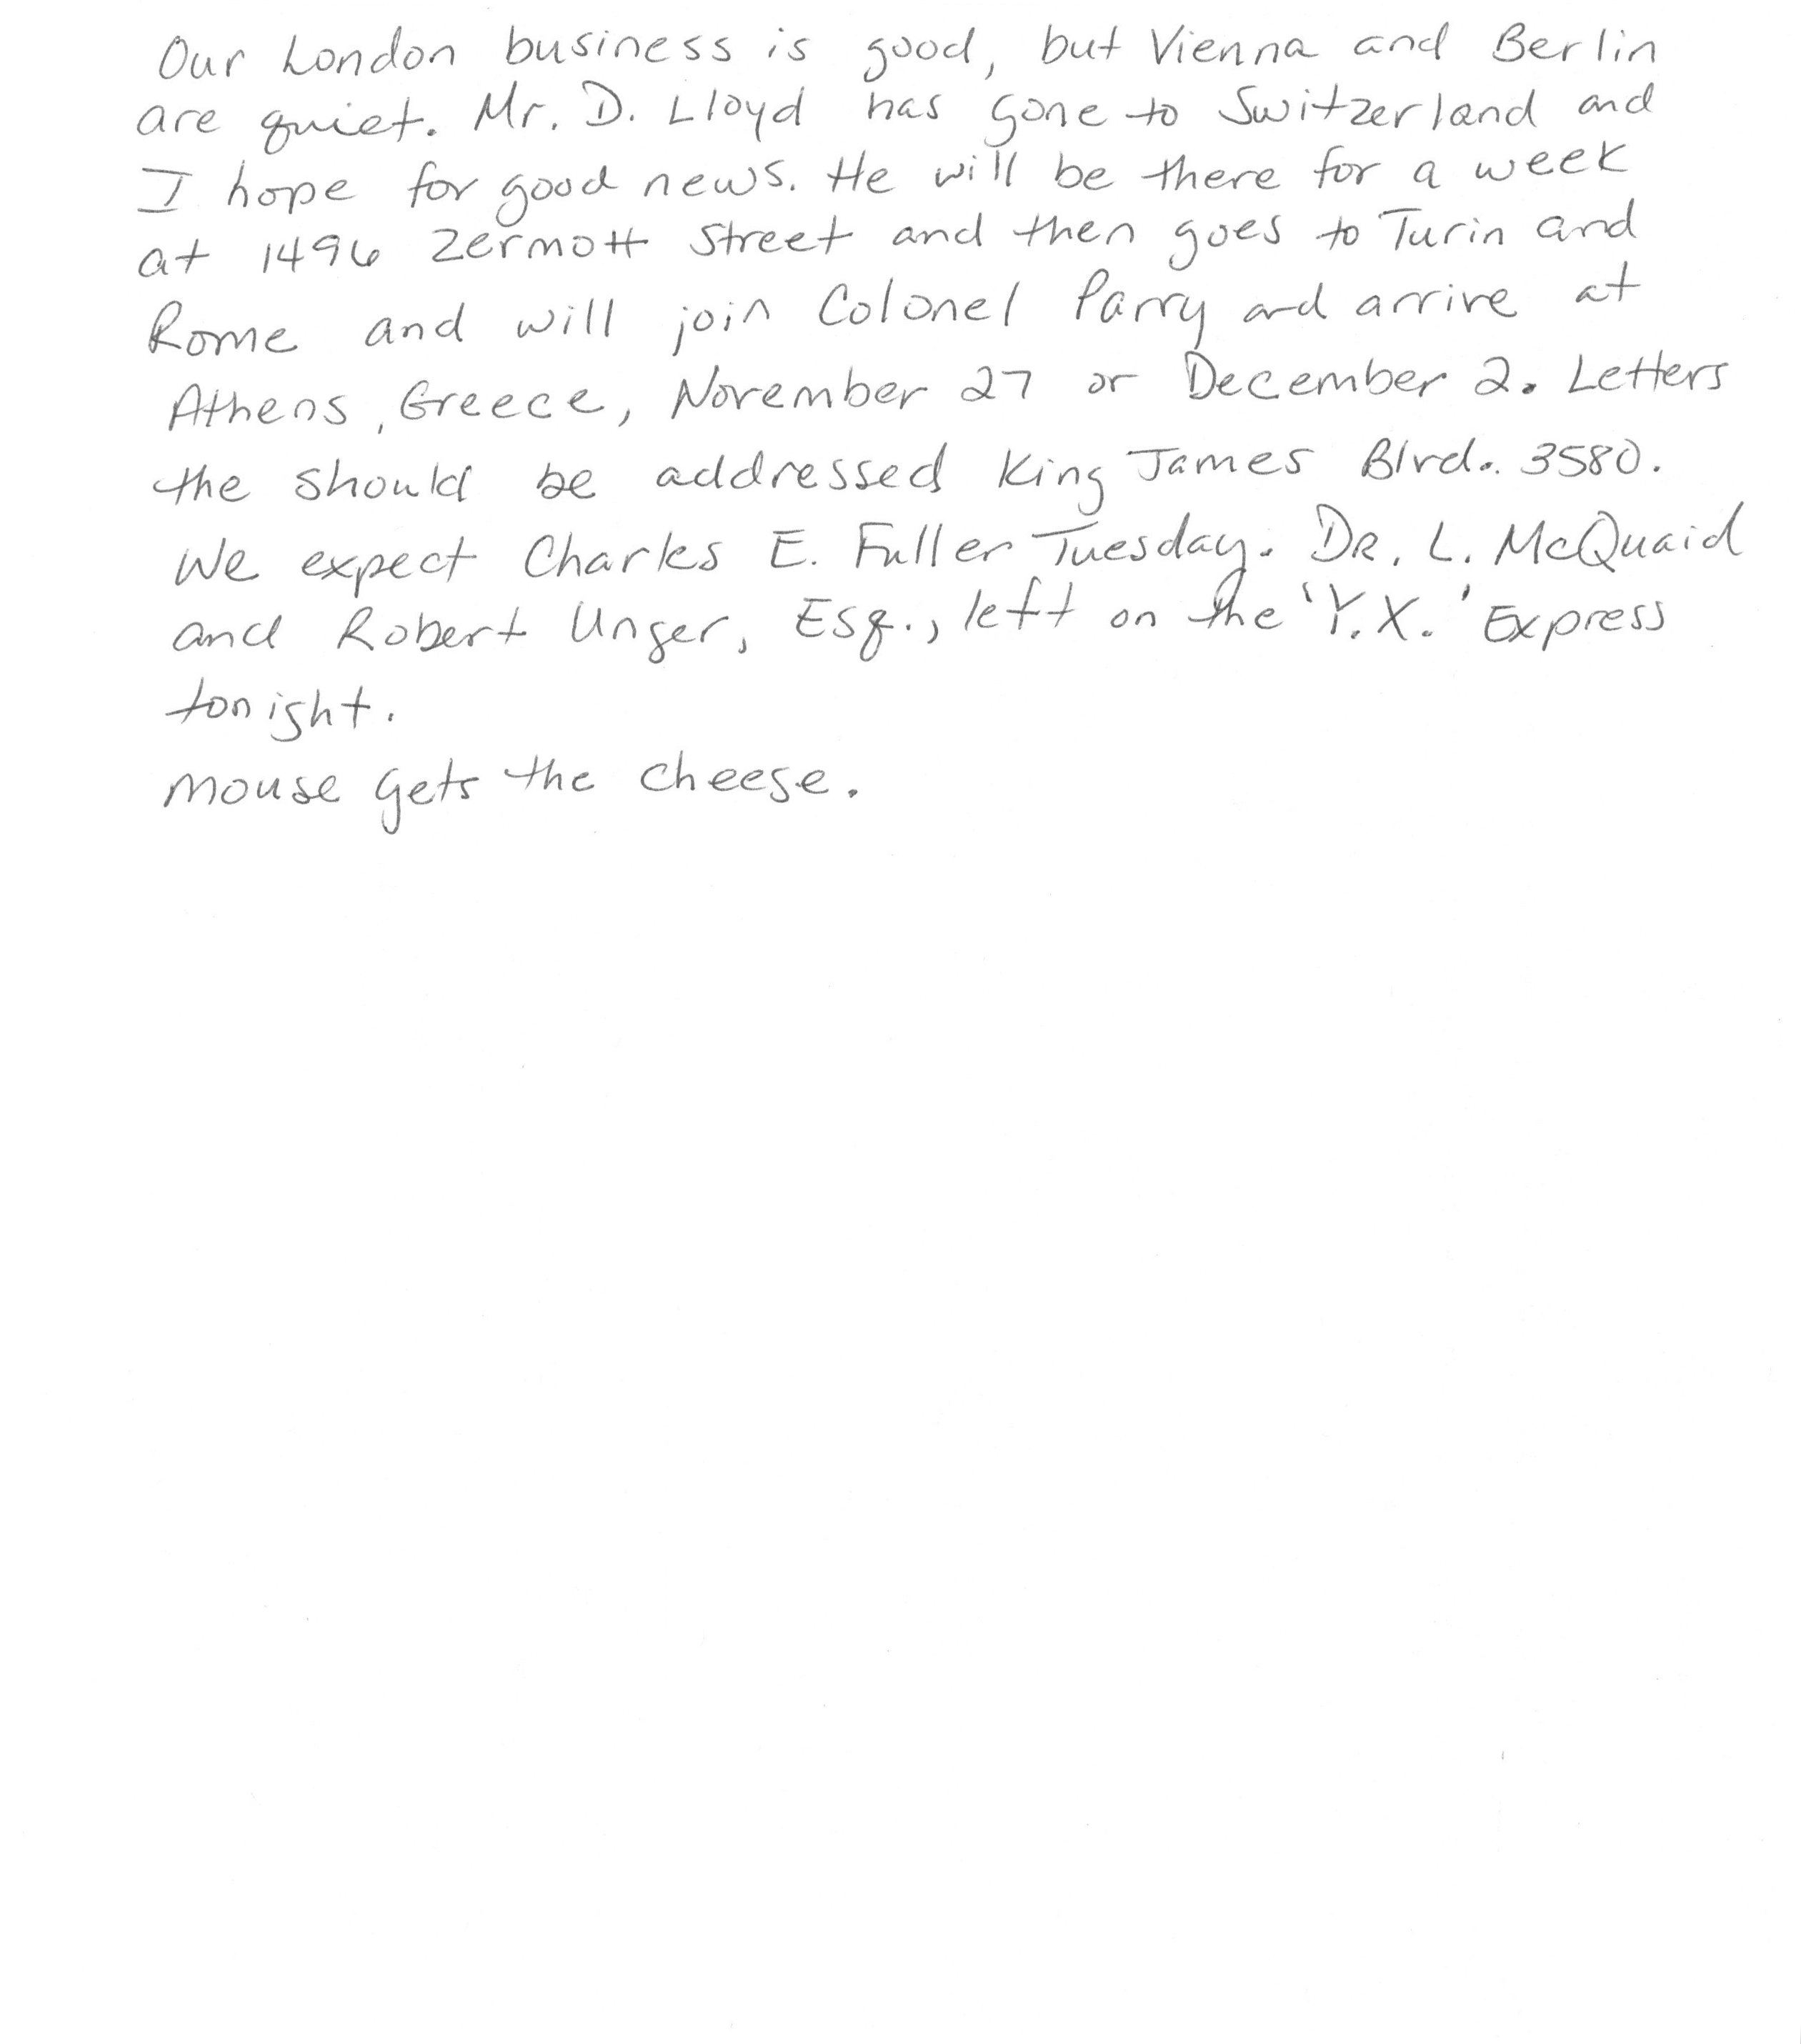 Our London business is good, but Vienna and Berlin
are quiet. Mr. D. Lloyd has gone to Switzerland and
I hope for good news. He will be there for a week
at 1496 Zermott Street and then goes to Turin and
Rome and will join Colonel Parry and arrive at
Athens, Greece, November 27 or December 2. Letters
the should be addressed King James Blvd. 3580.
We expect Charles E. Fuller Tuesday. DR. L. McQuaid
and Robert Unger, Esq., left on the 'Y.X.' Express
tonight.
mouse gets the cheese.